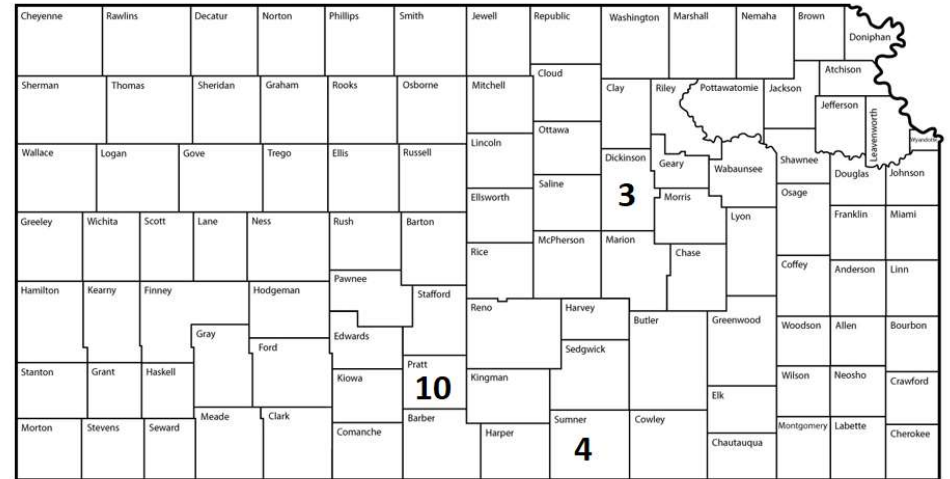 Cheyenne
Rawlins
Decatur
Norton
Phillips
Smith
Jewell
Republic
Washington
Marshall
Nemaha
Brown
Doniphan
Sherman
Thomas
Sheridan
Graham
Rooks
Osborne
Mitchell
Cloud
Clay
Riley
Pottawatomie
Jackson
Atchison
Jefferson
Leavenworth
Wyandotte
Wallace
Logan
Gove
Trego
Ellis
Russell
Lincoln
Ottawa
Dickinson
3
Geary
Wabaunsee
Shawnee
Douglas
Johnson
Ellsworth
Saline
Morris
Osage
Greeley
Wichita
Scott
Lane
Ness
Rush
Barton
Rice
McPherson
Marion
Chase
Lyon
Franklin
Miami
Hamilton
Kearny
Finney
Hodgeman
Pawnee
Stafford
Reno
Harvey
Butler
Greenwood
Coffey
Anderson
Linn
Gray
Ford
Edwards
Sedgwick
Woodson
Allen
Bourbon
Stanton
Grant
Haskell
Kiowa
Pratt
10
Kingman
Elk
Wilson
Neosho
Crawford
Morton
Stevens
Seward
Meade
Clark
Comanche
Barber
Harper
Sumner
4
Cowley
Chautauqua
Montgomery
Labette
Cherokee